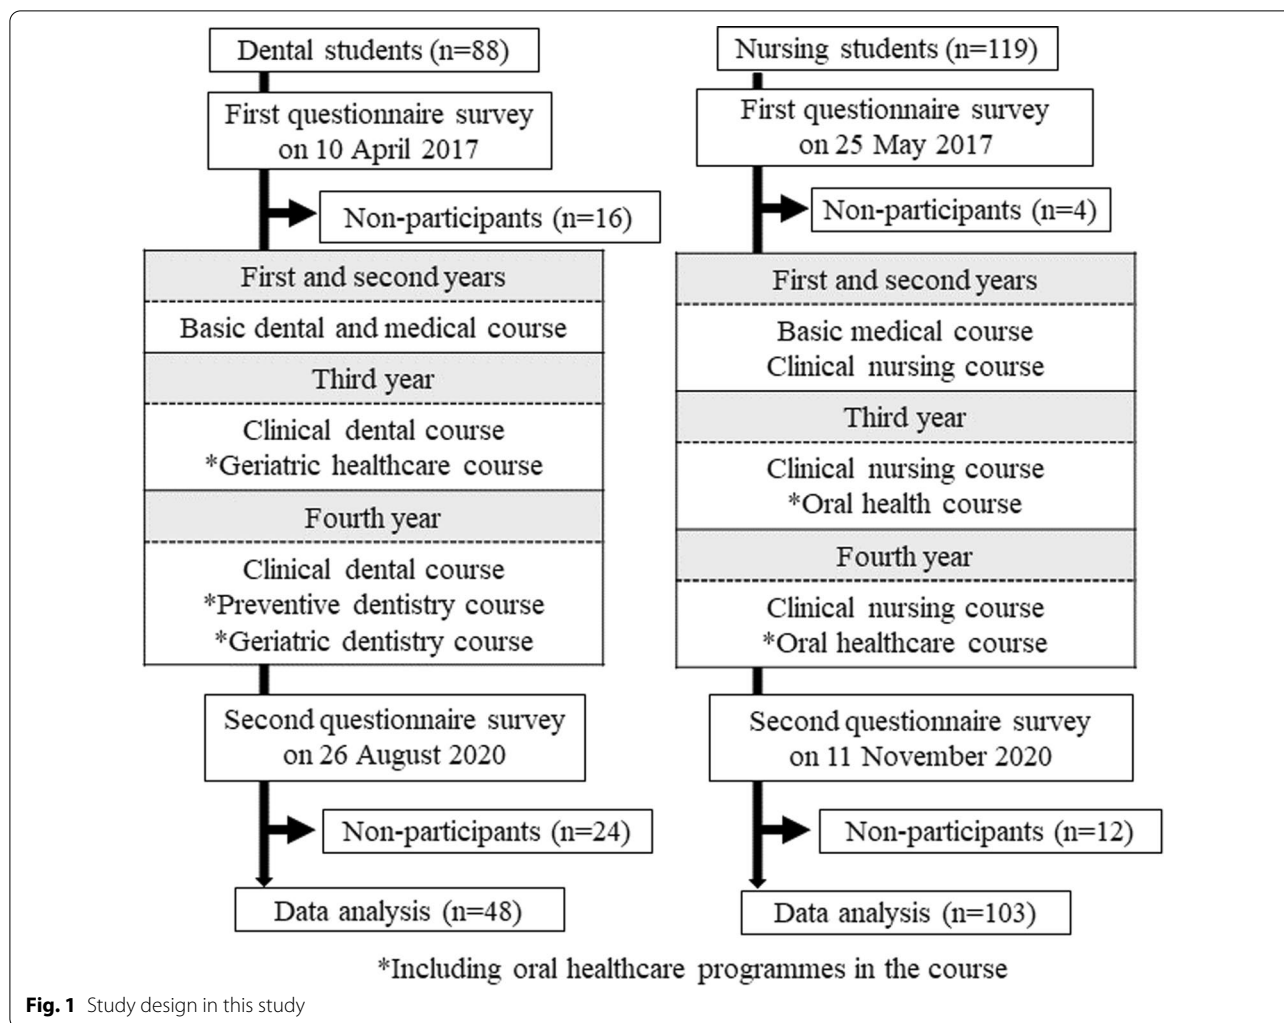 Dental students (n=88)
First questionnaire survey
on 10 April 2017
Non-participants (n=16)
First and second years
Basic dental and medical course
Third year
Clinical dental course
*Geriatric healthcare course
Fourth year
Clinical dental course
*Preventive dentistry course
*Geriatric dentistry course
Second questionnaire survey
on 26 August 2020
Non-participants (n=24)
Data analysis (n=48)
Nursing students (n=119)
First questionnaire survey
on 25 May 2017
Non-participants (n=4)
First and second years
Basic medical course
Clinical nursing course
Third year
Clinical nursing course
*Oral health course
Fourth year
Clinical nursing course
*Oral healthcare course
Second questionnaire survey
on 11 November 2020
Non-participants (n=12)
Data analysis (n=103)
*Including oral healthcare programmes in the course
Fig. 1 Study design in this study